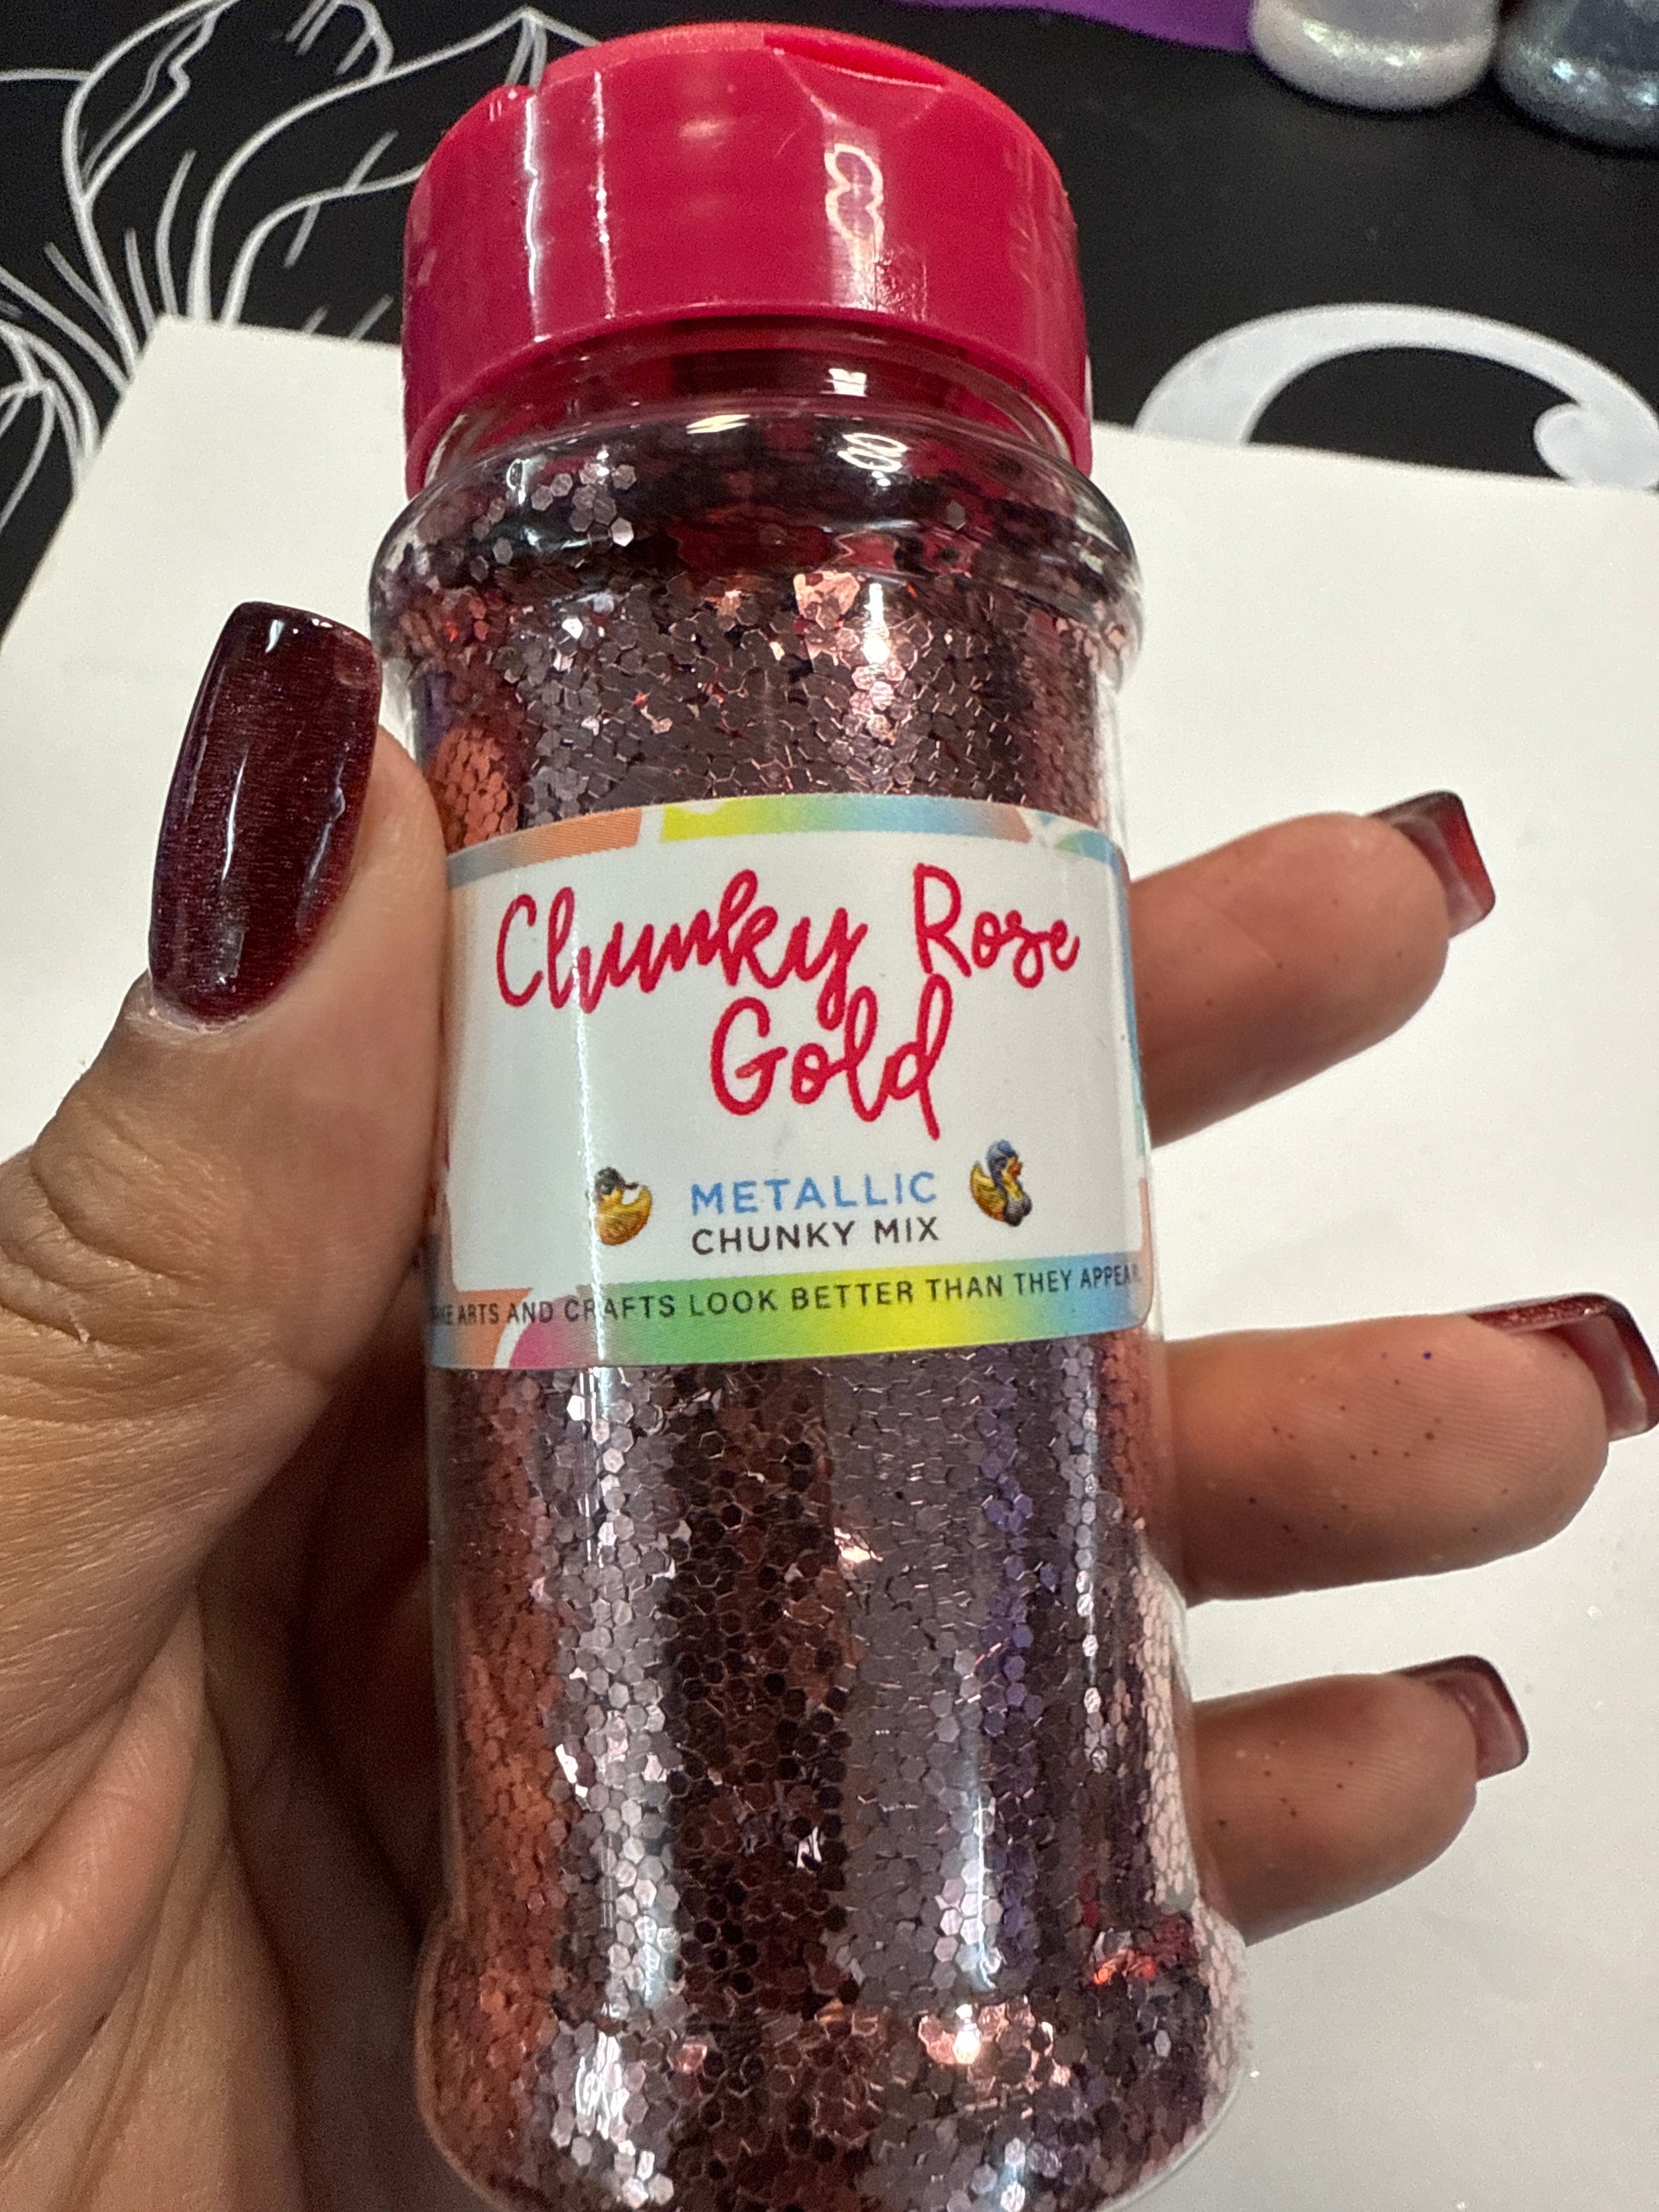 Chunky Rose
Gold
METALLIC
CHUNKY MIX
ARTS AND CRAFTS LOOK BETTER THAN THEY